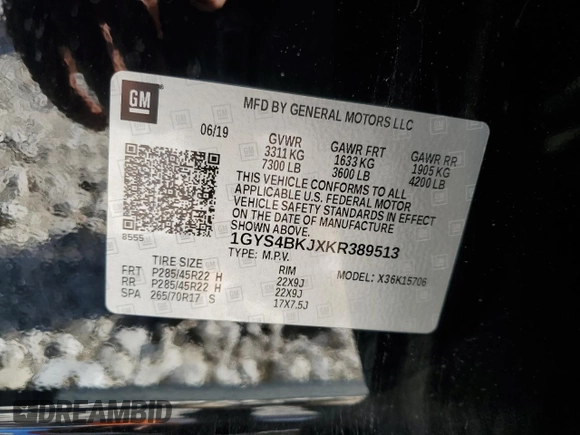 GM
MFD BY GENERAL MOTORS LLC
06/19
GVWR GAWR FRT GAWR RR
3311 KG 1633 KG 1905 KG
7300 LB 3600 LB 4200 LB
THIS VEHICLE CONFORMS TO ALL
APPLICABLE U.S. FEDERAL MOTOR
VEHICLE SAFETY STANDARDS IN EFFECT
ON THE DATE OF MANUFACTURE
SHOWN ABOVE.
8555
1GYS4BKJXKR389513
TYPE: M.P.V. MODEL: X36K15706
TIRE SIZE RIM
FRT P285/45R22 H 22X9J
RR P285/45R22 H 22X9J
SPA 265/70R17 S 17X7.5J
DREAMBID